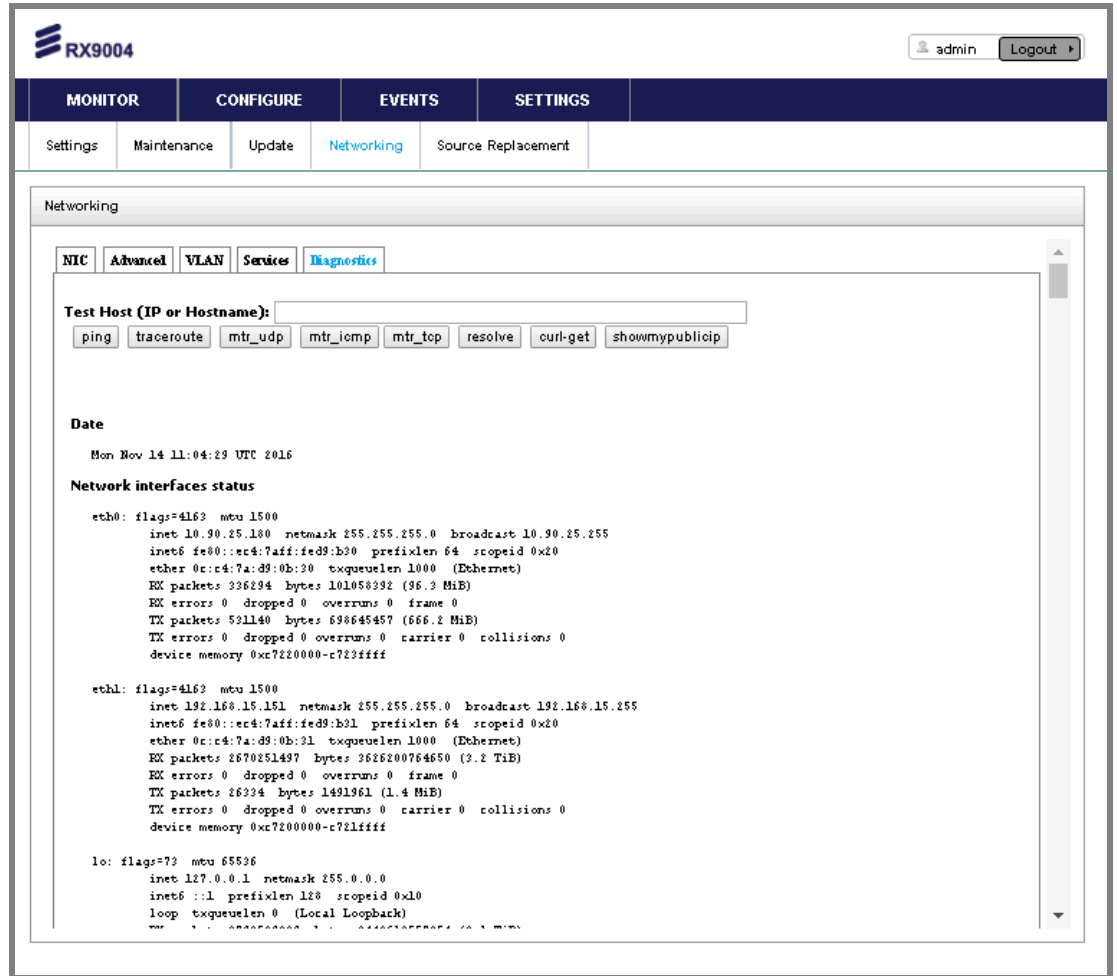 RX9004
admin Logout
MONITOR CONFIGURE EVENTS SETTINGS
Settings Maintenance Update Networking Source Replacement
Networking
NIC Advanced VLAN Services Diagnostics
Test Host (IP or Hostname):
ping traceroute mtr_udp mtr_icmp mtr_tcp resolve curl-get showmypublicip
Date
Mon Nov 14 11:04:29 UTC 2016
Network interfaces status
eth0: flags=4163 mtu 1500
inet 10.90.25.180 netmask 255.255.255.0 broadcast 10.90.25.255
inet6 fe80::ec4:7aff:fed9:b30 prefixlen 64 scopeid 0x20
ether 0c:c4:7a:d9:0b:30 txqueuelen 1000 (Ethernet)
RX packets 336294 bytes 101058392 (96.3 MiB)
RX errors 0 dropped 0 overruns 0 frame 0
TX packets 531140 bytes 698645457 (666.2 MiB)
TX errors 0 dropped 0 overruns 0 carrier 0 collisions 0
device memory 0xc7220000-c723ffff
eth1: flags=4163 mtu 1500
inet 192.168.15.151 netmask 255.255.255.0 broadcast 192.168.15.255
inet6 fe80::ec4:7aff:fed9:b31 prefixlen 64 scopeid 0x20
ether 0c:c4:7a:d9:0b:31 txqueuelen 1000 (Ethernet)
RX packets 2670251497 bytes 3626200764650 (3.2 TiB)
RX errors 0 dropped 0 overruns 0 frame 0
TX packets 26334 bytes 1491961 (1.4 MiB)
TX errors 0 dropped 0 overruns 0 carrier 0 collisions 0
device memory 0xc7200000-c721ffff
lo: flags=73 mtu 65536
inet 127.0.0.1 netmask 255.0.0.0
inet6 ::1 prefixlen 128 scopeid 0x10
loop txqueuelen 0 (Local Loopback)